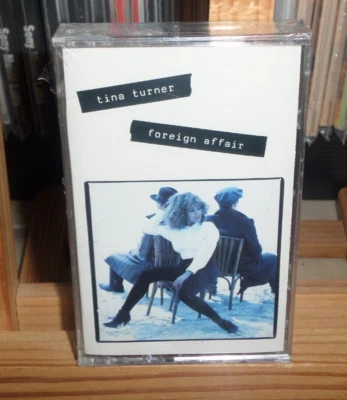 tina turner
foreign affair